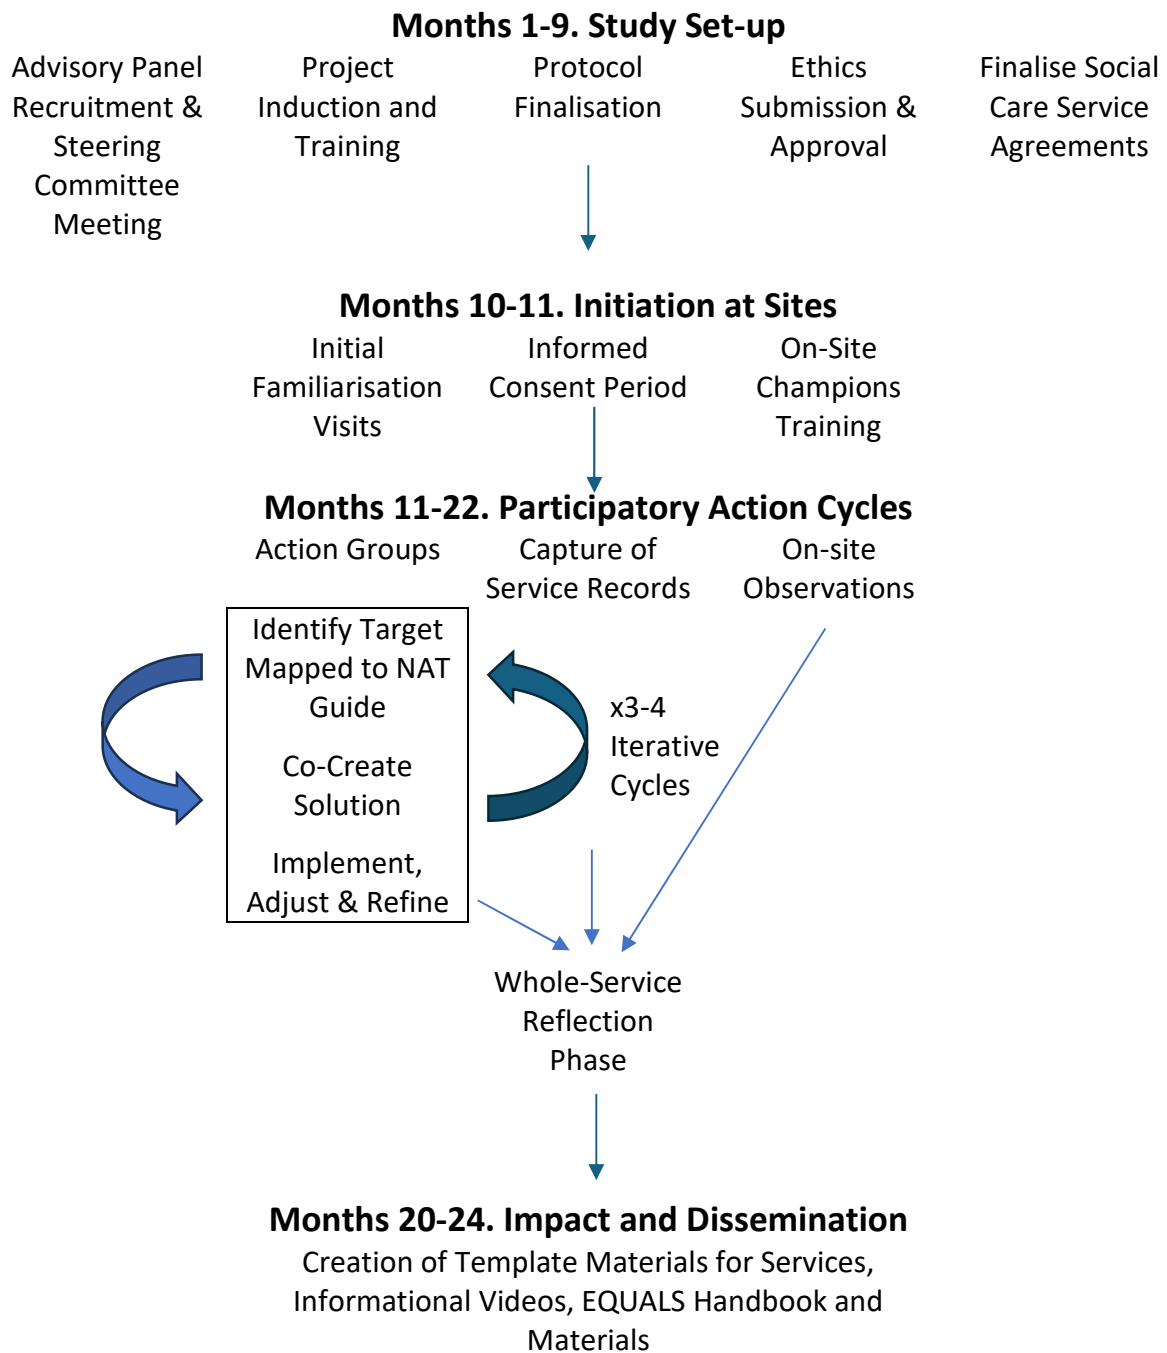 Months 1-9. Study Set-up
Advisory Panel
Recruitment &
Steering
Committee
Meeting
Project
Induction and
Training
Protocol
Finalisation
Ethics
Submission &
Approval
Finalise Social
Care Service
Agreements
Months 10-11. Initiation at Sites
Initial
Familiarisation
Visits
Informed
Consent Period
On-Site
Champions
Training
Months 11-22. Participatory Action Cycles
Action Groups
Capture of
Service Records
On-site
Observations
Identify Target
Mapped to NAT
Guide
Co-Create
Solution
Implement,
Adjust & Refine
x3-4
Iterative
Cycles
Whole-Service
Reflection
Phase
Months 20-24. Impact and Dissemination
Creation of Template Materials for Services,
Informational Videos, EQUALS Handbook and
Materials